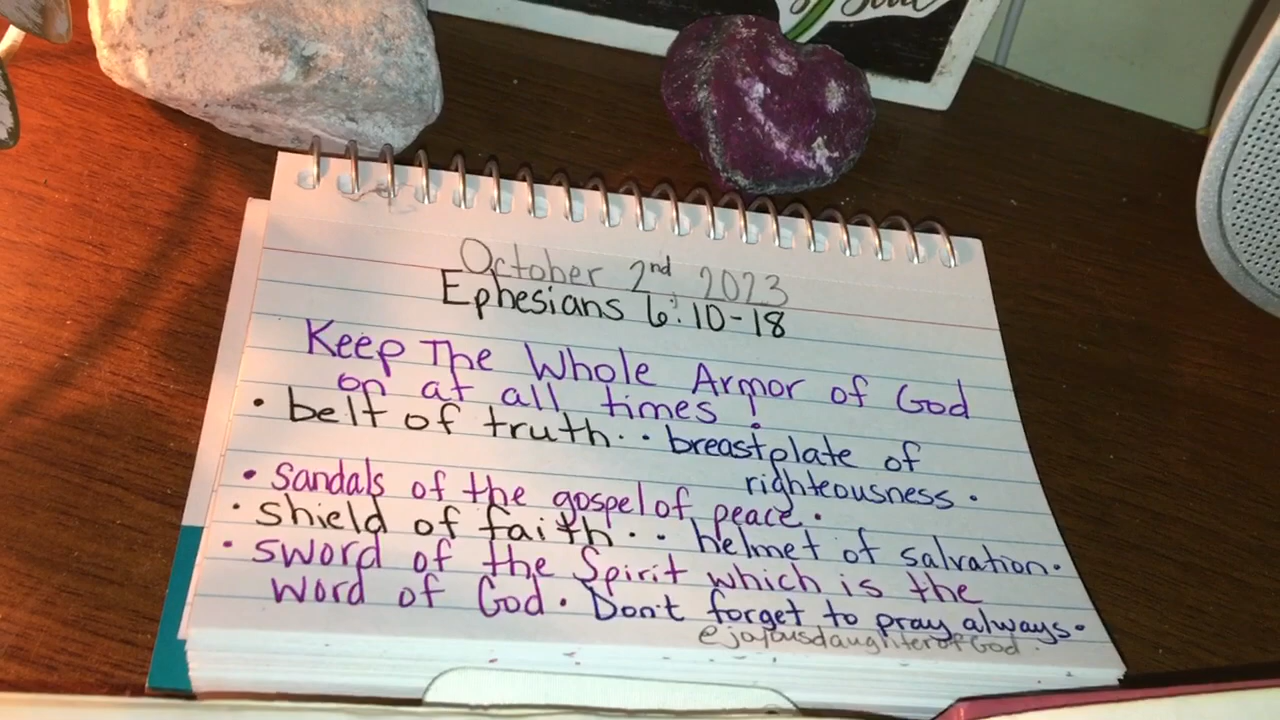 Soul
October 2nd 2023
Ephesians 6:10-18
Keep The Whole Armor of God
on at all times!
• belt of truth. • breastplate of
righteousness.
• sandals of the gospel of peace.
• shield of faith. • helmet of salvation.
• sword of the Spirit which is the
Word of God. Don't forget to pray always.
@joyousdaughterofGod